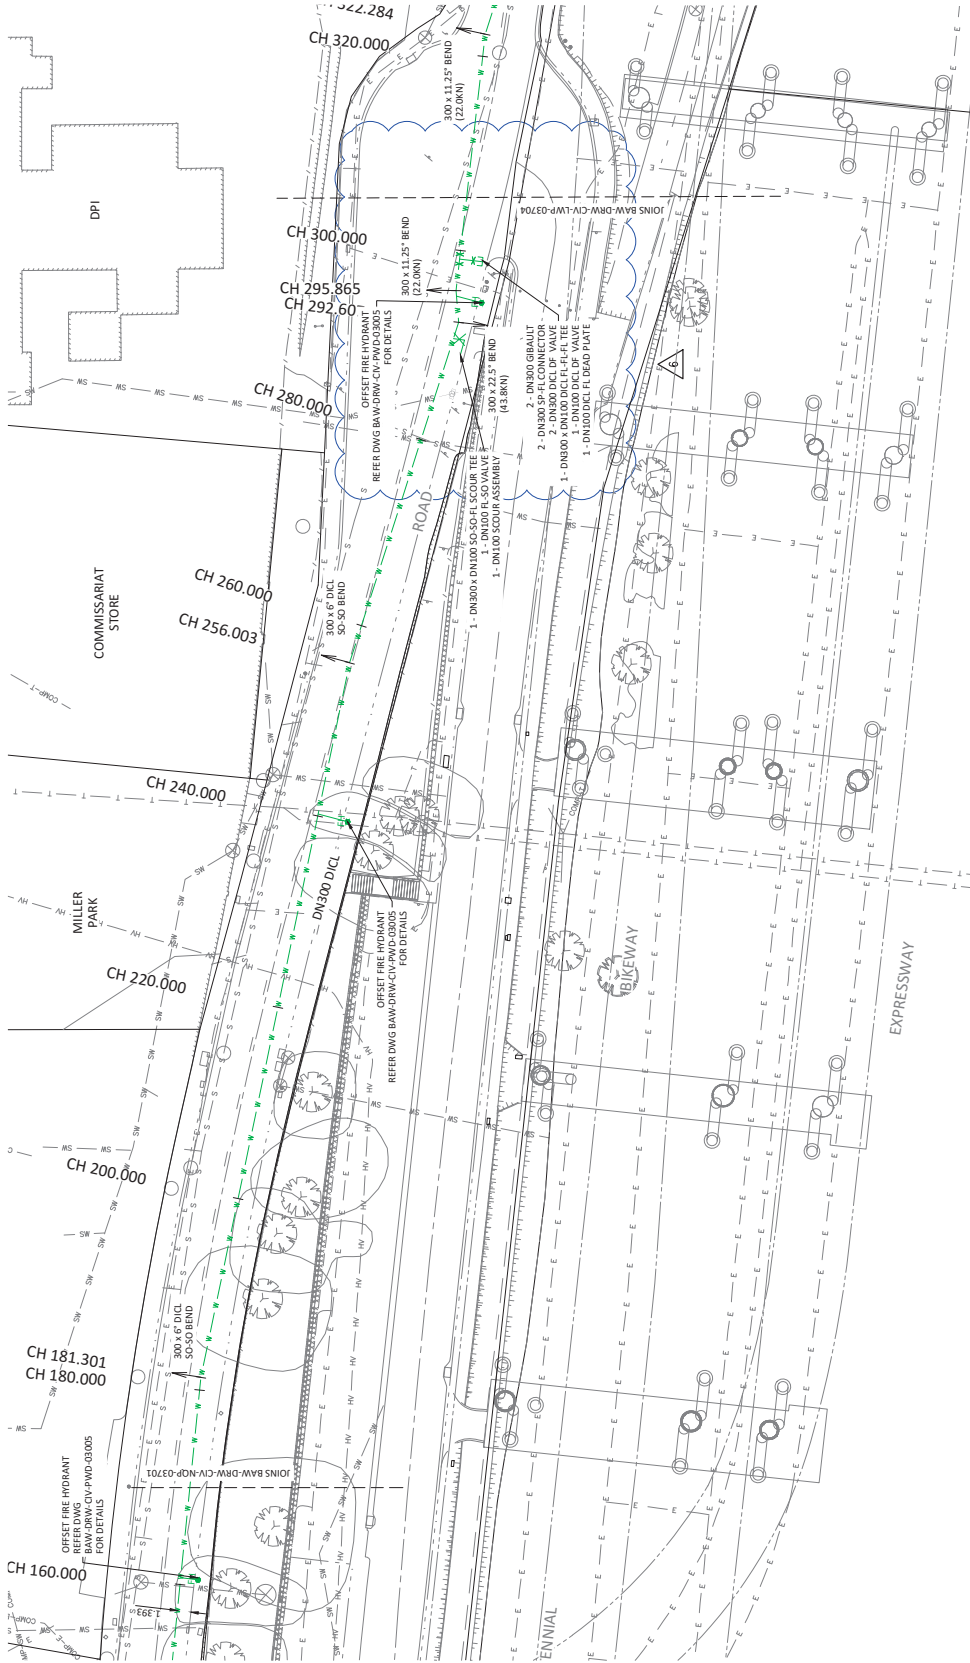 CH 322.284
CH 320.000
300 x 11.25° BEND
(22.0KN)
DPI
JOINS BAW-DRW-CIV-LWP-03704
CH 300.000
300 x 11.25° BEND
(22.0KN)
CH 295.865
CH 292.60
OFFSET FIRE HYDRANT
REFER DWG BAW-DRW-CIV-PWD-03005
FOR DETAILS
300 x 22.5° BEND
(43.8KN)
2 - DN300 GIBAULT
2 - DN300 SP-FL CONNECTOR
2 - DN300 DICL DF VALVE
1 - DN300 x DN100 DICL FL-FL-FL TEE
1 - DN100 DICL DF VALVE
1 - DN100 DICL FL DEAD PLATE
6
CH 280.000
ROAD
1 - DN300 x DN100 SO-SO-FL SCOUR TEE
1 - DN100 FL-SO VALVE
1 - DN100 SCOUR ASSEMBLY
COMMISSARIAT
STORE
CH 260.000
300 x 6° DICL
SO-SO BEND
CH 256.003
COMP-T
CH 240.000
COMP-T
DN300 DICL
MILLER
PARK
OFFSET FIRE HYDRANT
REFER DWG BAW-DRW-CIV-PWD-03005
FOR DETAILS
CH 220.000
BIKEWAY
EXPRESSWAY
CH 200.000
300 x 6° DICL
SO-SO BEND
CH 181.301
CH 180.000
JOINS BAW-DRW-CIV-NQP-03701
OFFSET FIRE HYDRANT
REFER DWG
BAW-DRW-CIV-PWD-03005
FOR DETAILS
CH 160.000
1.393
COMP-E
ENNIAL